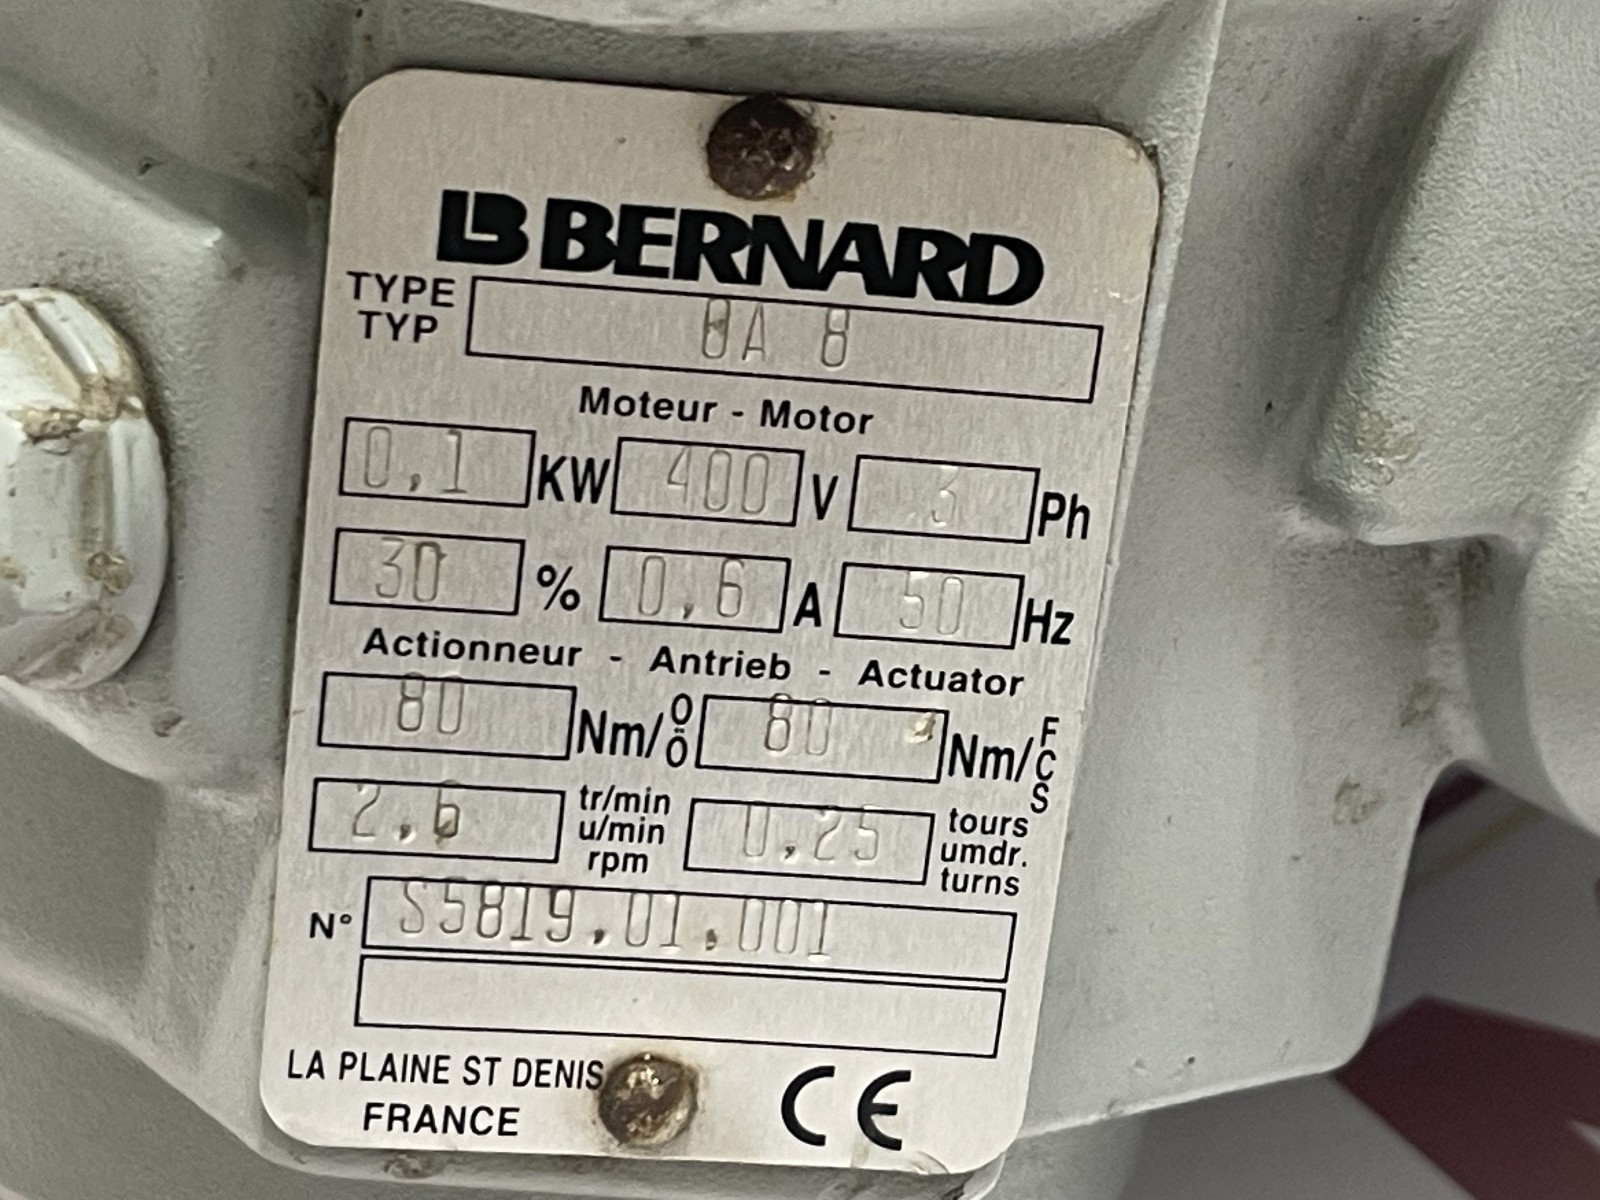 LB BERNARD
TYPE
TYP
OA 8
Moteur - Motor
0,1 KW 400 V 3 Ph
30 % 0,6 A 50 Hz
Actionneur - Antrieb - Actuator
80 Nm/O Ö 80 Nm/F C S
2,6 tr/min u/min rpm 0,25 tours umdr. turns
N° S5819.01.001
LA PLAINE ST DENIS
FRANCE
CE